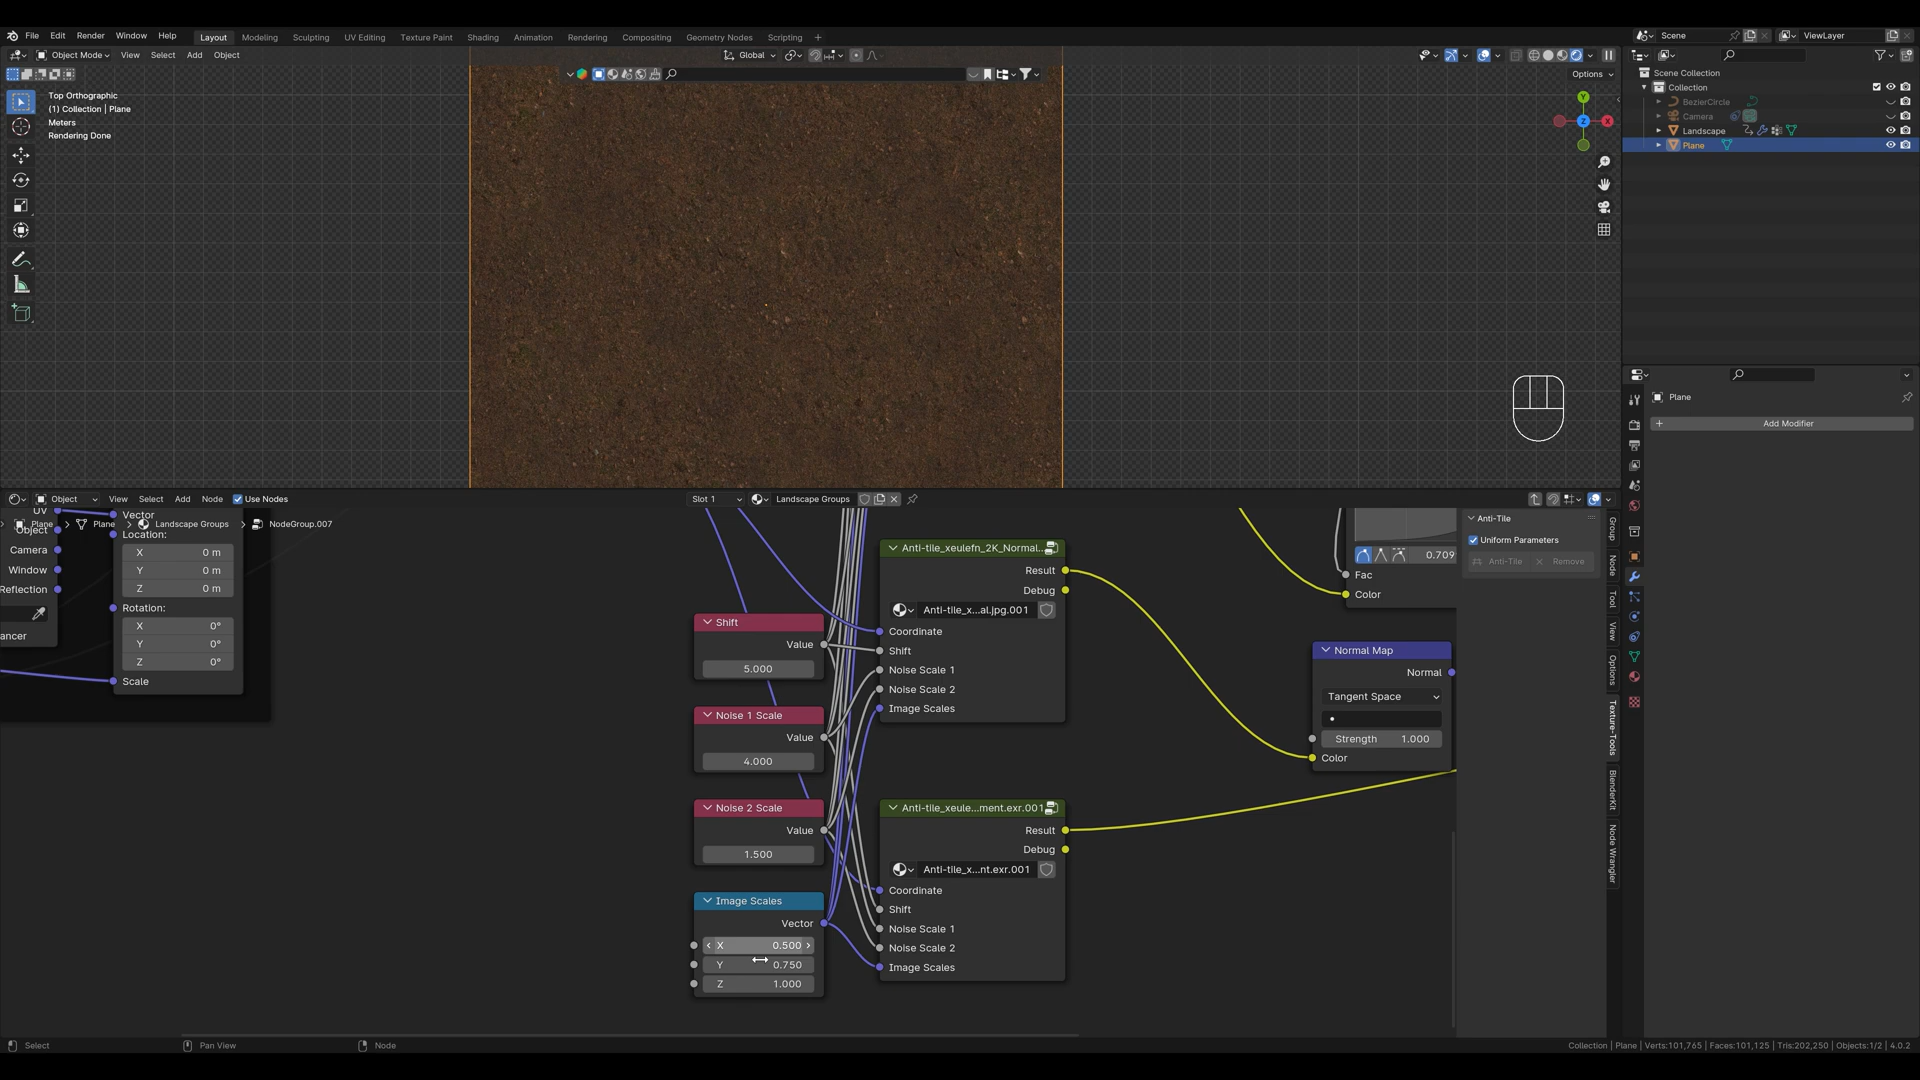 File Edit Render Window Help Layout Modeling Sculpting UV Editing Texture Paint Shading Animation Rendering Compositing Geometry Nodes Scripting + Scene ViewLayer
Object Mode View Select Add Object Global
Options
Top Orthographic
(1) Collection | Plane
Meters
Rendering Done
Y
Z X
Scene Collection
Collection
BezierCircle
Camera
Landscape
Plane
Plane
+ Add Modifier
Object View Select Add Node Use Nodes Slot 1 Landscape Groups
Plane > Plane > Landscape Groups > NodeGroup.007
UV
Object
Camera
Window
Reflection
ancer
Vector
Location:
X 0 m
Y 0 m
Z 0 m
Rotation:
X 0°
Y 0°
Z 0°
Scale
Shift
Value
5.000
Noise 1 Scale
Value
4.000
Noise 2 Scale
Value
1.500
Image Scales
Vector
X 0.500
Y 0.750
Z 1.000
Anti-tile_xeulefn_2K_Normal...
Result
Debug
Anti-tile_x...al.jpg.001
Coordinate
Shift
Noise Scale 1
Noise Scale 2
Image Scales
Anti-tile_xeule...ment.exr.001
Result
Debug
Anti-tile_x...nt.exr.001
Coordinate
Shift
Noise Scale 1
Noise Scale 2
Image Scales
0.709
Fac
Color
Normal Map
Normal
Tangent Space
Strength 1.000
Color
Anti-Tile
Uniform Parameters
Anti-Tile Remove
Group
Node
Tool
View
Options
Texture-Tools
BlenderKit
Node Wrangler
Select Pan View Node Collection | Plane | Verts:101,765 | Faces:101,125 | Tris:202,250 | Objects:1/2 | 4.0.2